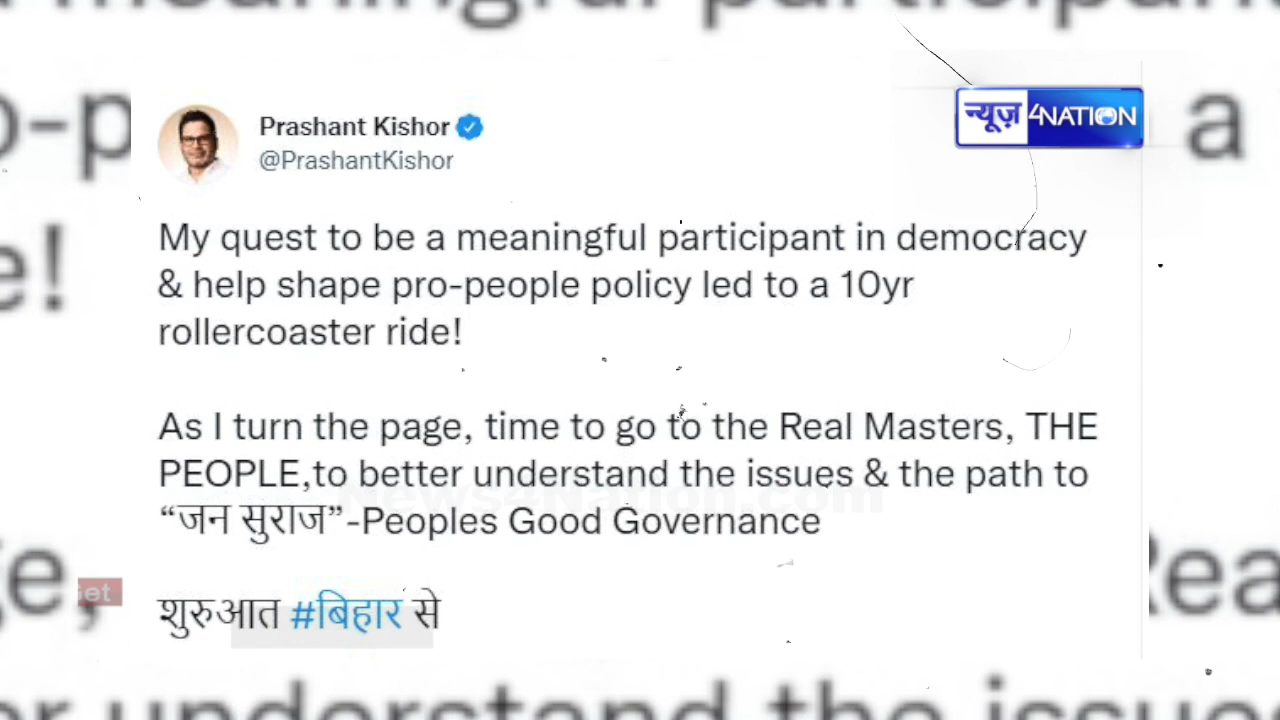 Prashant Kishor
@PrashantKishor
न्यूज़ 4NATION
My quest to be a meaningful participant in democracy
& help shape pro-people policy led to a 10yr
rollercoaster ride!
As I turn the page, time to go to the Real Masters, THE
PEOPLE,to better understand the issues & the path to
“जन सुराज”-Peoples Good Governance
News4Nation.com
शुरुआत #बिहार से